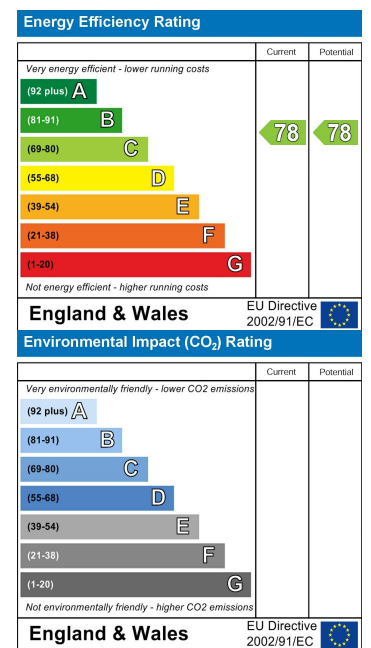 Energy Efficiency Rating
Current Potential
Very energy efficient - lower running costs
(92 plus) A
(81-91) B
(69-80) C
(55-68) D
(39-54) E
(21-38) F
(1-20) G
78 78
Not energy efficient - higher running costs
England & Wales
EU Directive
2002/91/EC
Environmental Impact (CO₂) Rating
Current Potential
Very environmentally friendly - lower CO2 emissions
(92 plus) A
(81-91) B
(69-80) C
(55-68) D
(39-54) E
(21-38) F
(1-20) G
Not environmentally friendly - higher CO2 emissions
England & Wales
EU Directive
2002/91/EC